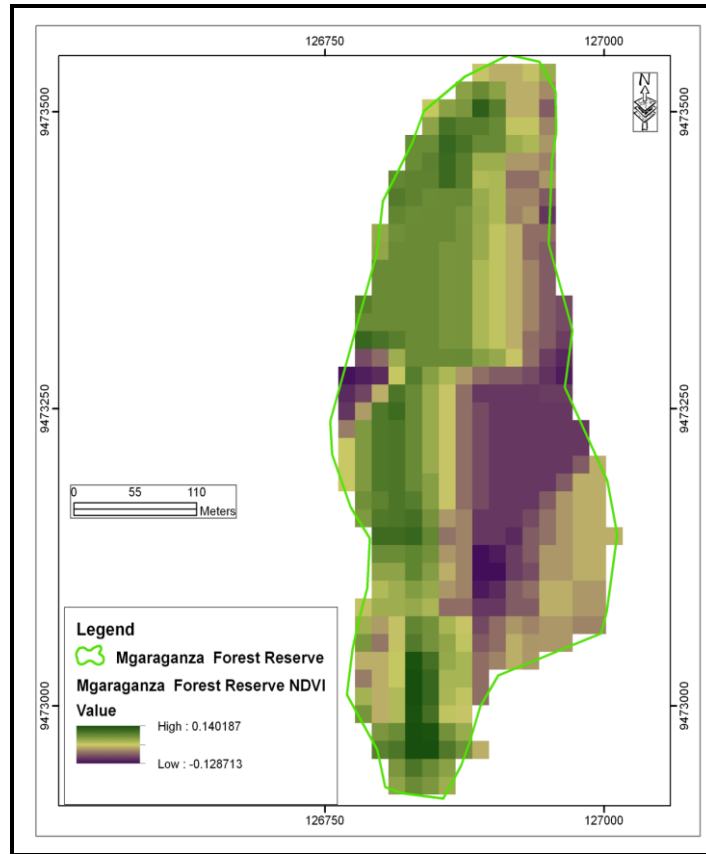 126750 127000
9473500 9473500
N
9473250 9473250
0 55 110
Meters
Legend
Mgaraganza Forest Reserve
Mgaraganza Forest Reserve NDVI
Value
High : 0.140187
Low : -0.128713
9473000 9473000
126750 127000